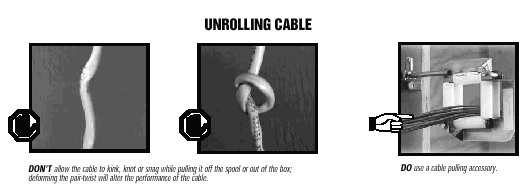 UNROLLING CABLE
DON'T allow the cable to kink, knot or snag while pulling it off the spool or out of the box;
deforming the pair-twist will alter the performance of the cable.
DO use a cable pulling accessory.